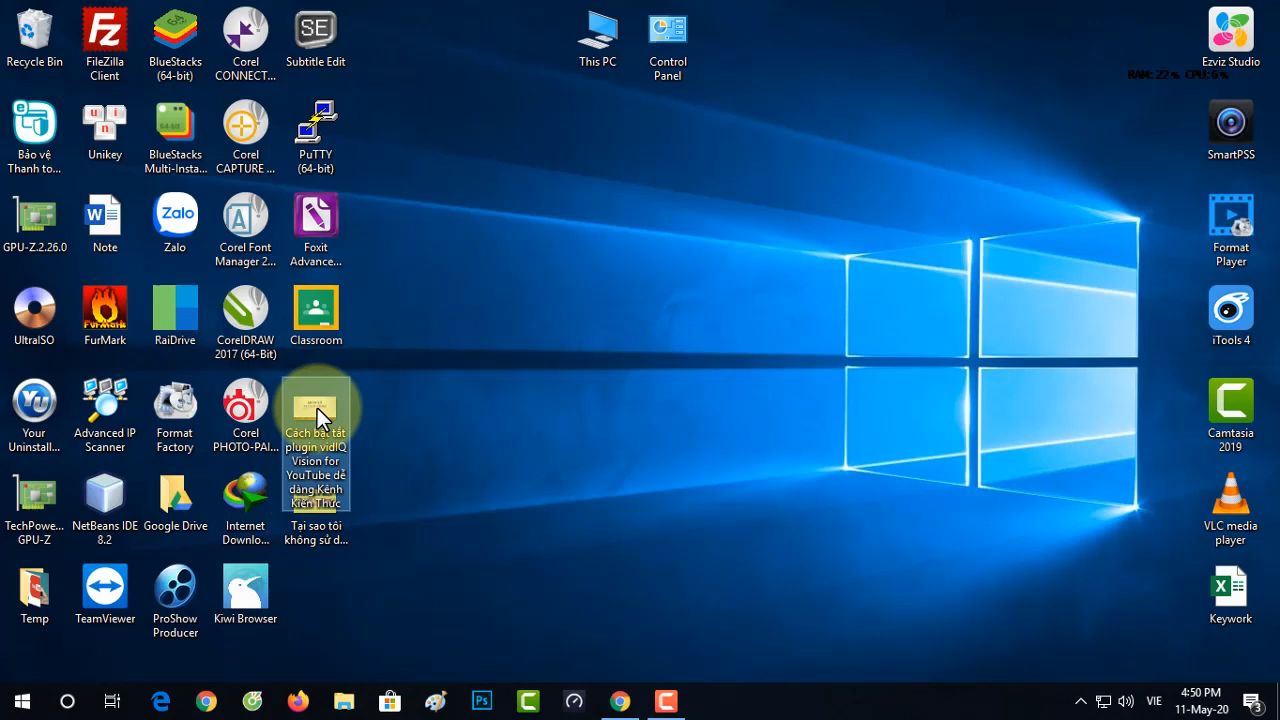 Recycle Bin
FileZilla
Client
BlueStacks
(64-bit)
Corel
CONNECT...
SE
Subtitle Edit
This PC
Control
Panel
Ezviz Studio
RAM: 22% CPU: 6%
Bảo vệ
Thanh to...
Unikey
64-bit
BlueStacks
Multi-Insta...
Corel
CAPTURE ...
PuTTY
(64-bit)
SmartPSS
GPU-Z.2.26.0
Note
Zalo
Zalo
Corel Font
Manager 2...
Foxit
Advance...
Format
Player
UltraISO
FurMark
FurMark
RaiDrive
CorelDRAW
2017 (64-Bit)
Classroom
iTools 4
Your
Uninstall...
Advanced IP
Scanner
Format
Factory
Corel
PHOTO-PAI...
Cách bật tắt
plugin vidIQ
Vision for
YouTube dễ
dàng Kênh
Kiến Thức
Camtasia
2019
TechPowe...
GPU-Z
NetBeans IDE
8.2
Google Drive
Internet
Downlo...
Tại sao tôi
không sử d...
VLC media
player
Temp
TeamViewer
ProShow
Producer
Kiwi Browser
Keywork
Ps
VIE
4:50 PM
11-May-20
3